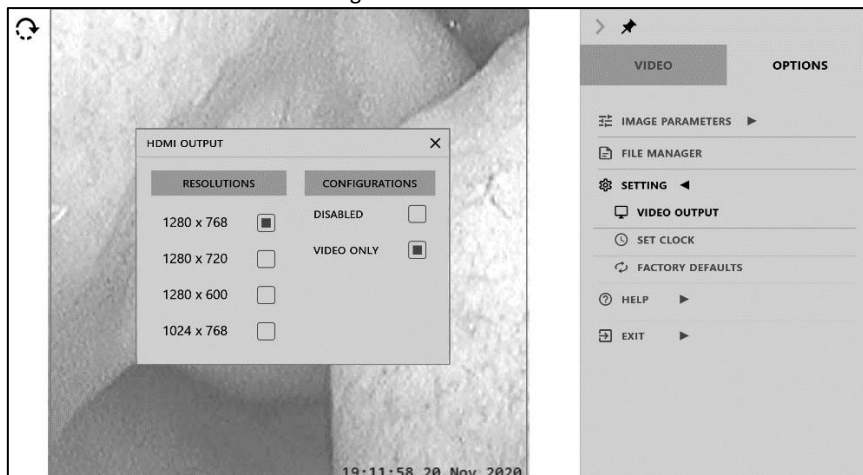 HDMI OUTPUT
RESOLUTIONS
1280 x 768
1280 x 720
1280 x 600
1024 x 768
CONFIGURATIONS
DISABLED
VIDEO ONLY
19:11:58 20 Nov 2020
VIDEO
OPTIONS
IMAGE PARAMETERS
FILE MANAGER
SETTING
VIDEO OUTPUT
SET CLOCK
FACTORY DEFAULTS
HELP
EXIT